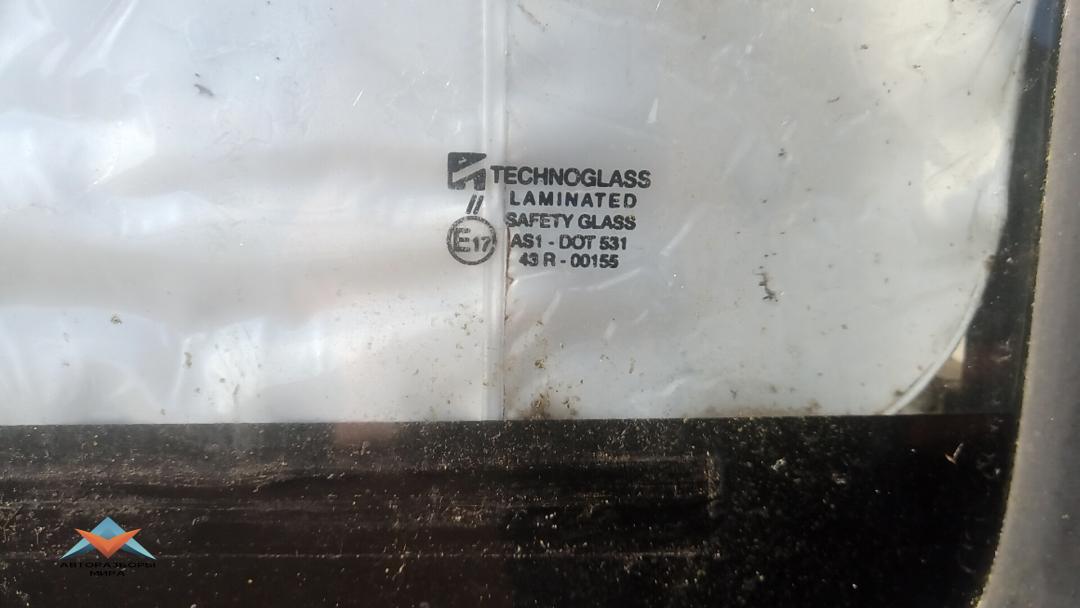 TECHNOGLASS
//
LAMINATED
SAFETY GLASS
E17
AS1 - DOT 531
43 R - 00155
АВТОРАЗБОРЫ
МИРА